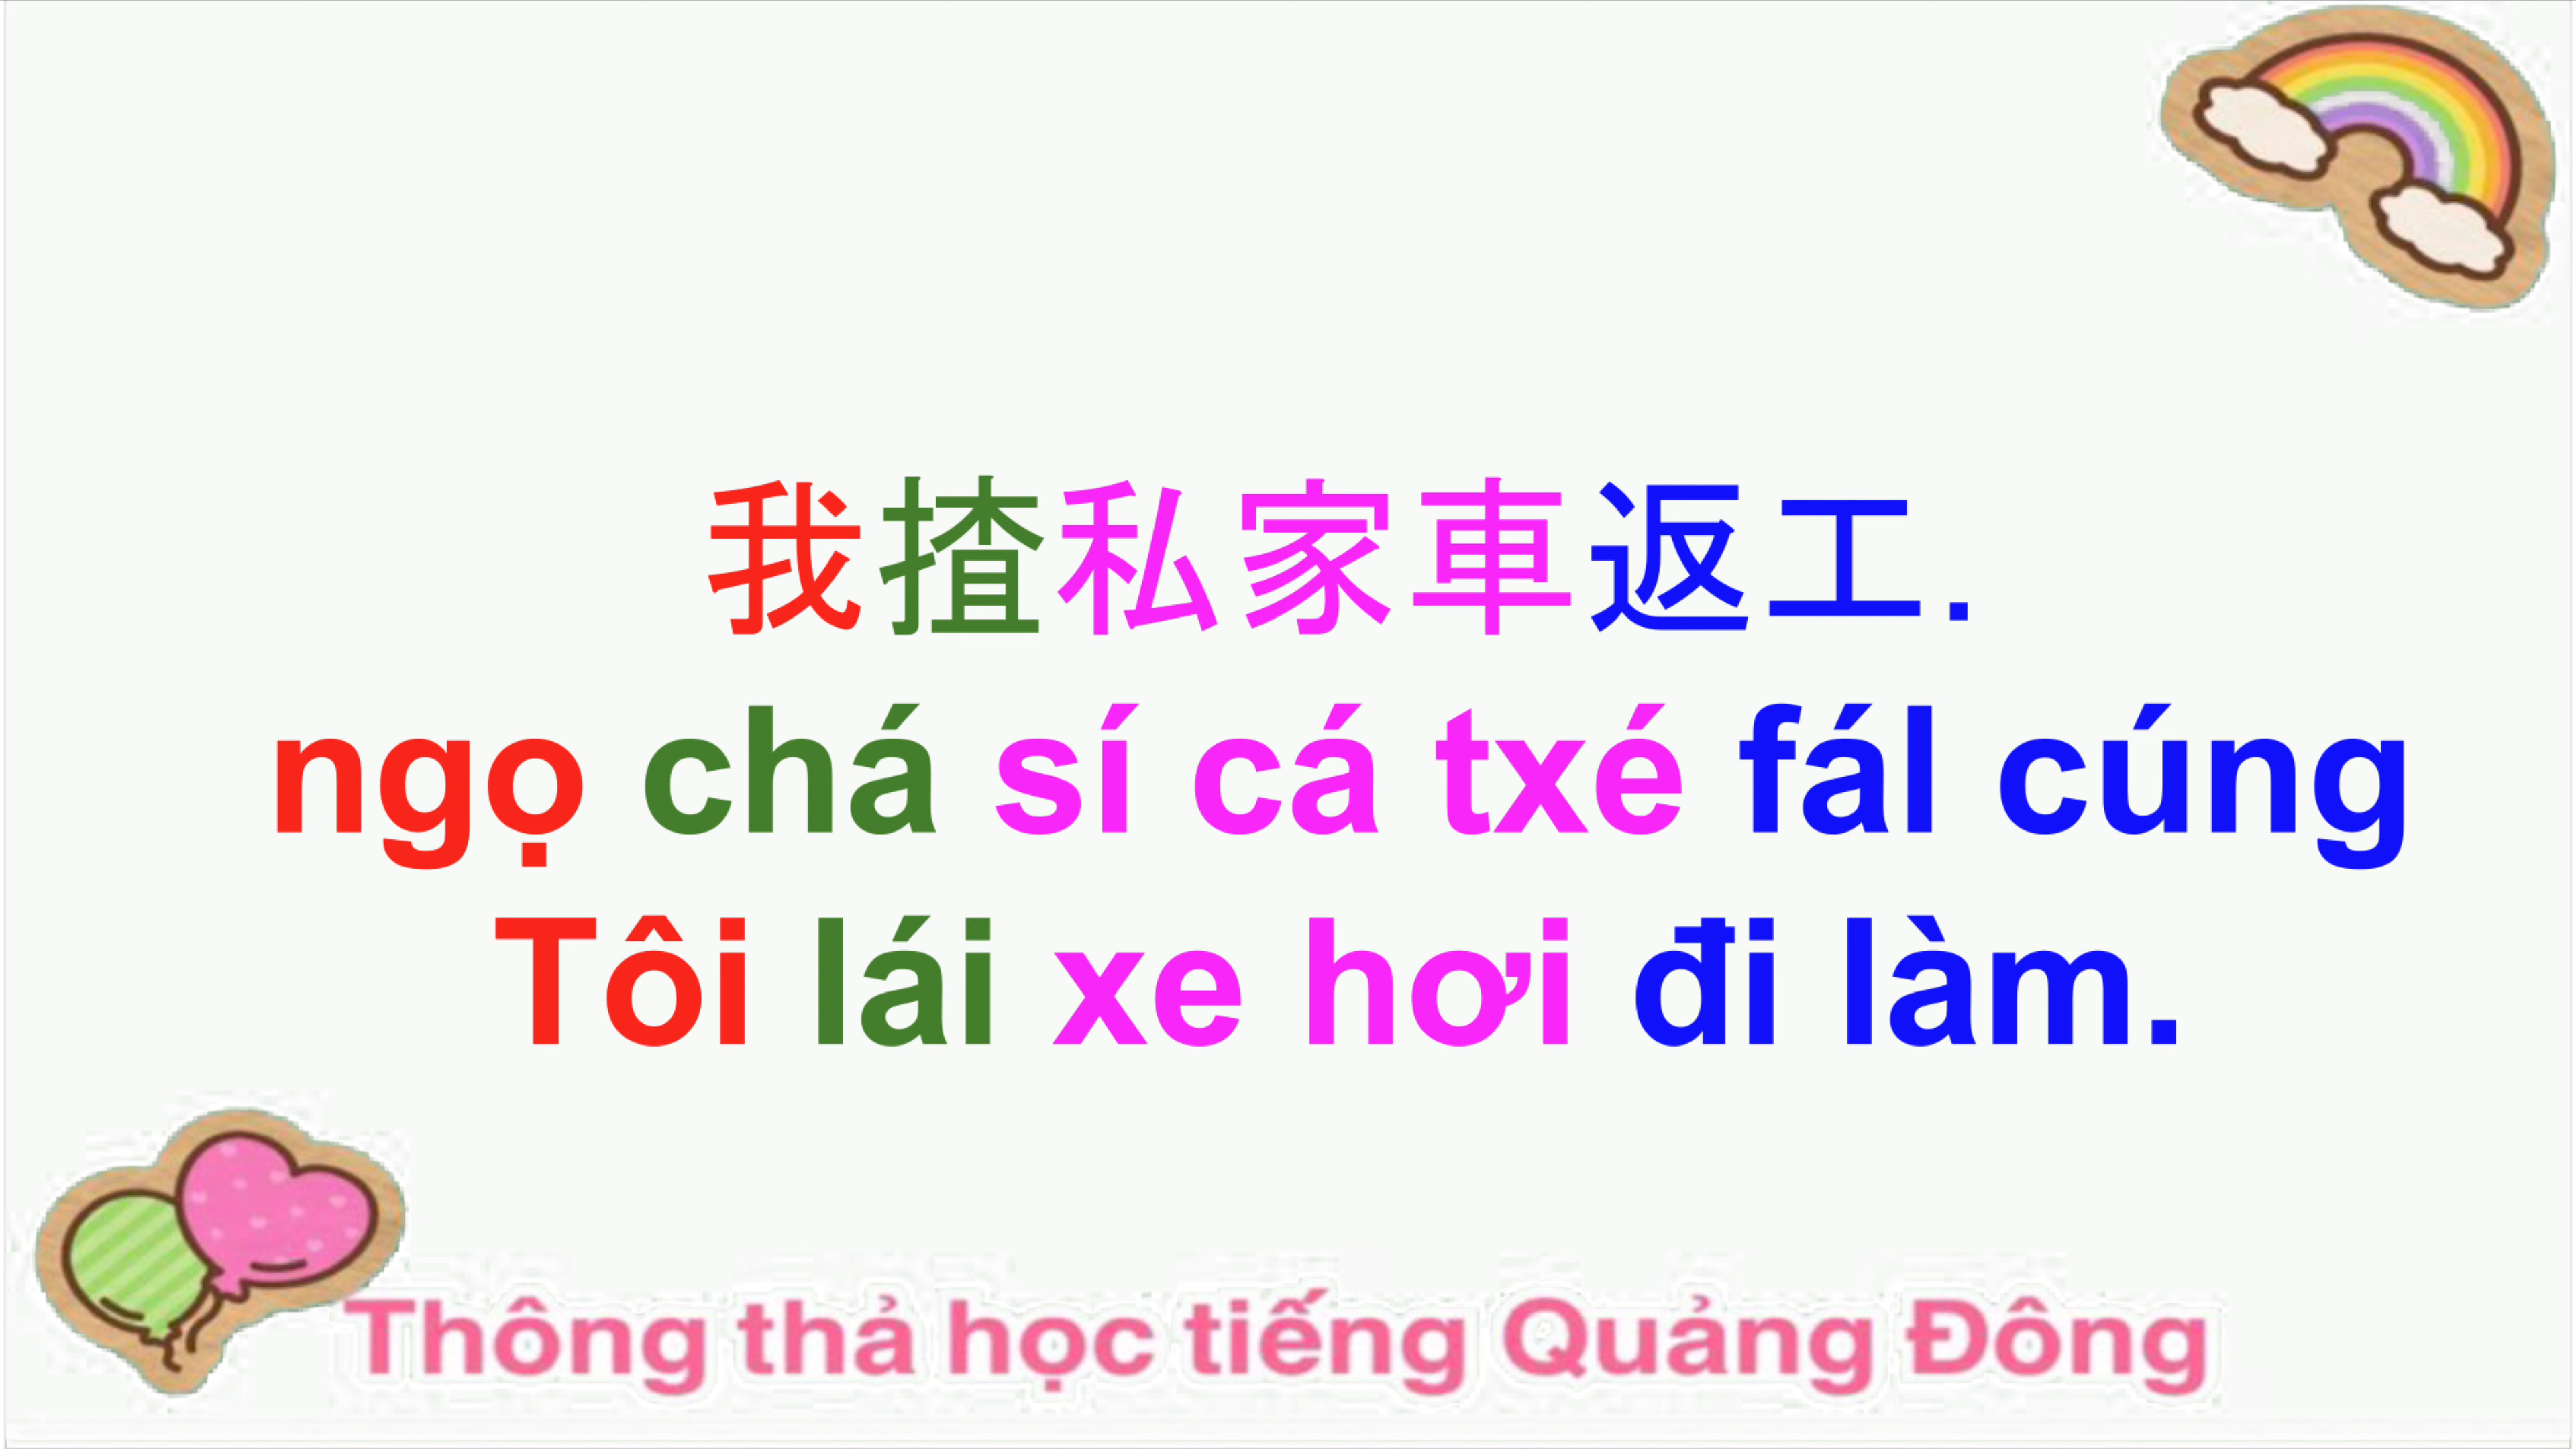 我揸私家車返工.
ngọ chá sí cá txé fál cúng
Tôi lái xe hơi đi làm.
Thông thả học tiếng Quảng Đông